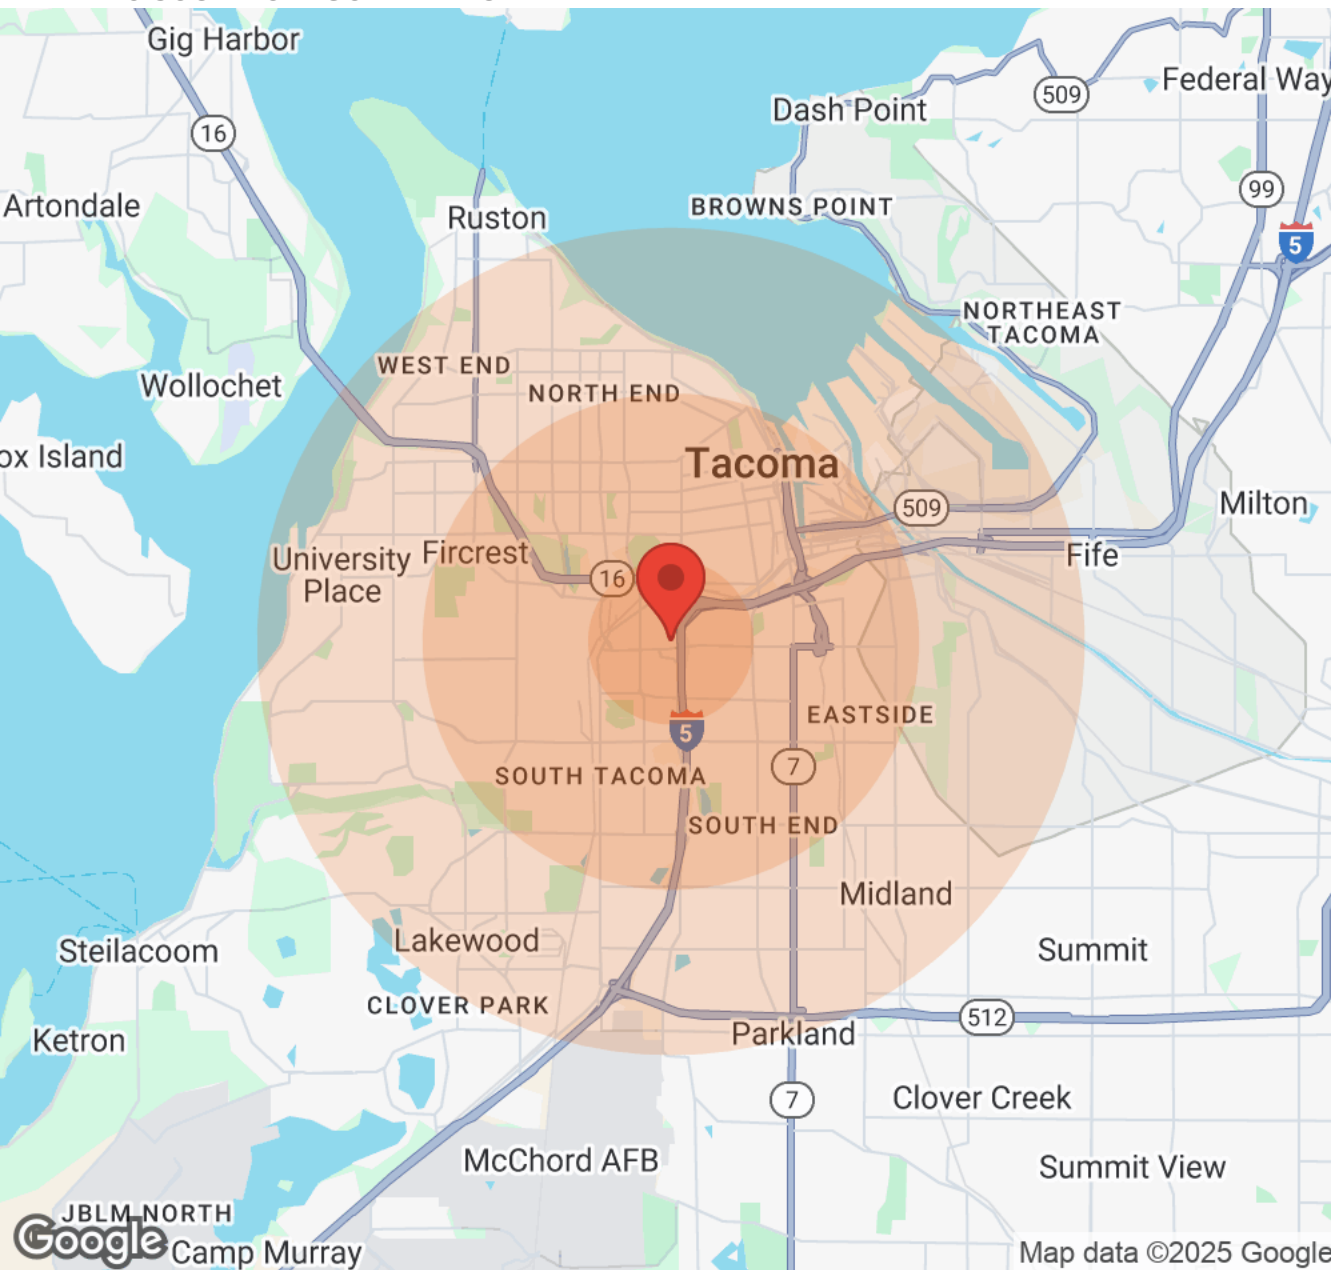 Gig Harbor
Federal Way
509
Dash Point
16
99
Artondale
BROWNS POINT
Ruston
5
NORTHEAST
TACOMA
WEST END
Wollochet
NORTH END
ox Island
Tacoma
Milton
509
University
Place
Fircrest
Fife
16
EASTSIDE
5
7
SOUTH TACOMA
SOUTH END
Midland
Lakewood
Steilacoom
Summit
CLOVER PARK
512
Parkland
Ketron
7
Clover Creek
McChord AFB
Summit View
JBLM NORTH
Google
Camp Murray
Map data ©2025 Google